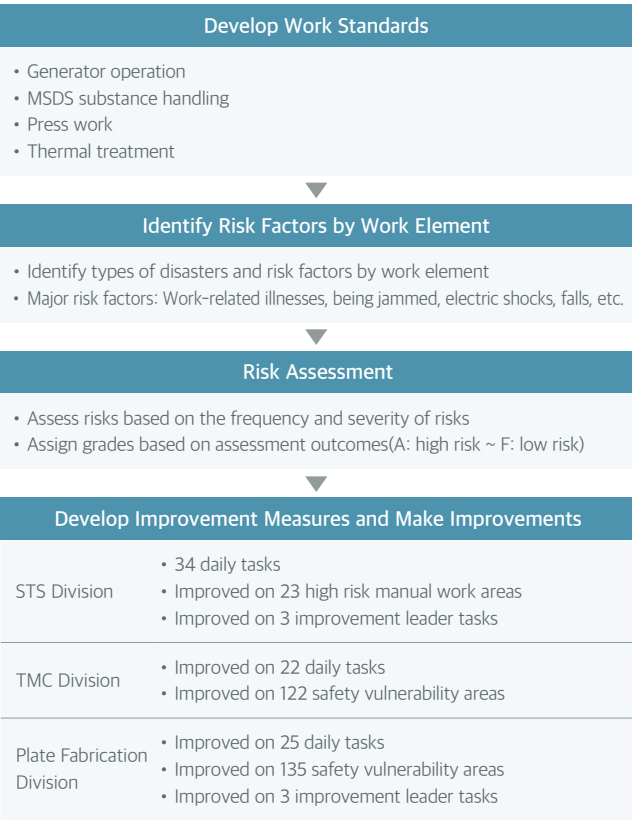 Develop Work Standards
• Generator operation
• MSDS substance handling
• Press work
• Thermal treatment
Identify Risk Factors by Work Element
• Identify types of disasters and risk factors by work element
• Major risk factors: Work-related illnesses, being jammed, electric shocks, falls, etc.
Risk Assessment
• Assess risks based on the frequency and severity of risks
• Assign grades based on assessment outcomes(A: high risk ~ F: low risk)
Develop Improvement Measures and Make Improvements
STS Division
• 34 daily tasks
• Improved on 23 high risk manual work areas
• Improved on 3 improvement leader tasks
TMC Division
• Improved on 22 daily tasks
• Improved on 122 safety vulnerability areas
Plate Fabrication
Division
• Improved on 25 daily tasks
• Improved on 135 safety vulnerability areas
• Improved on 3 improvement leader tasks